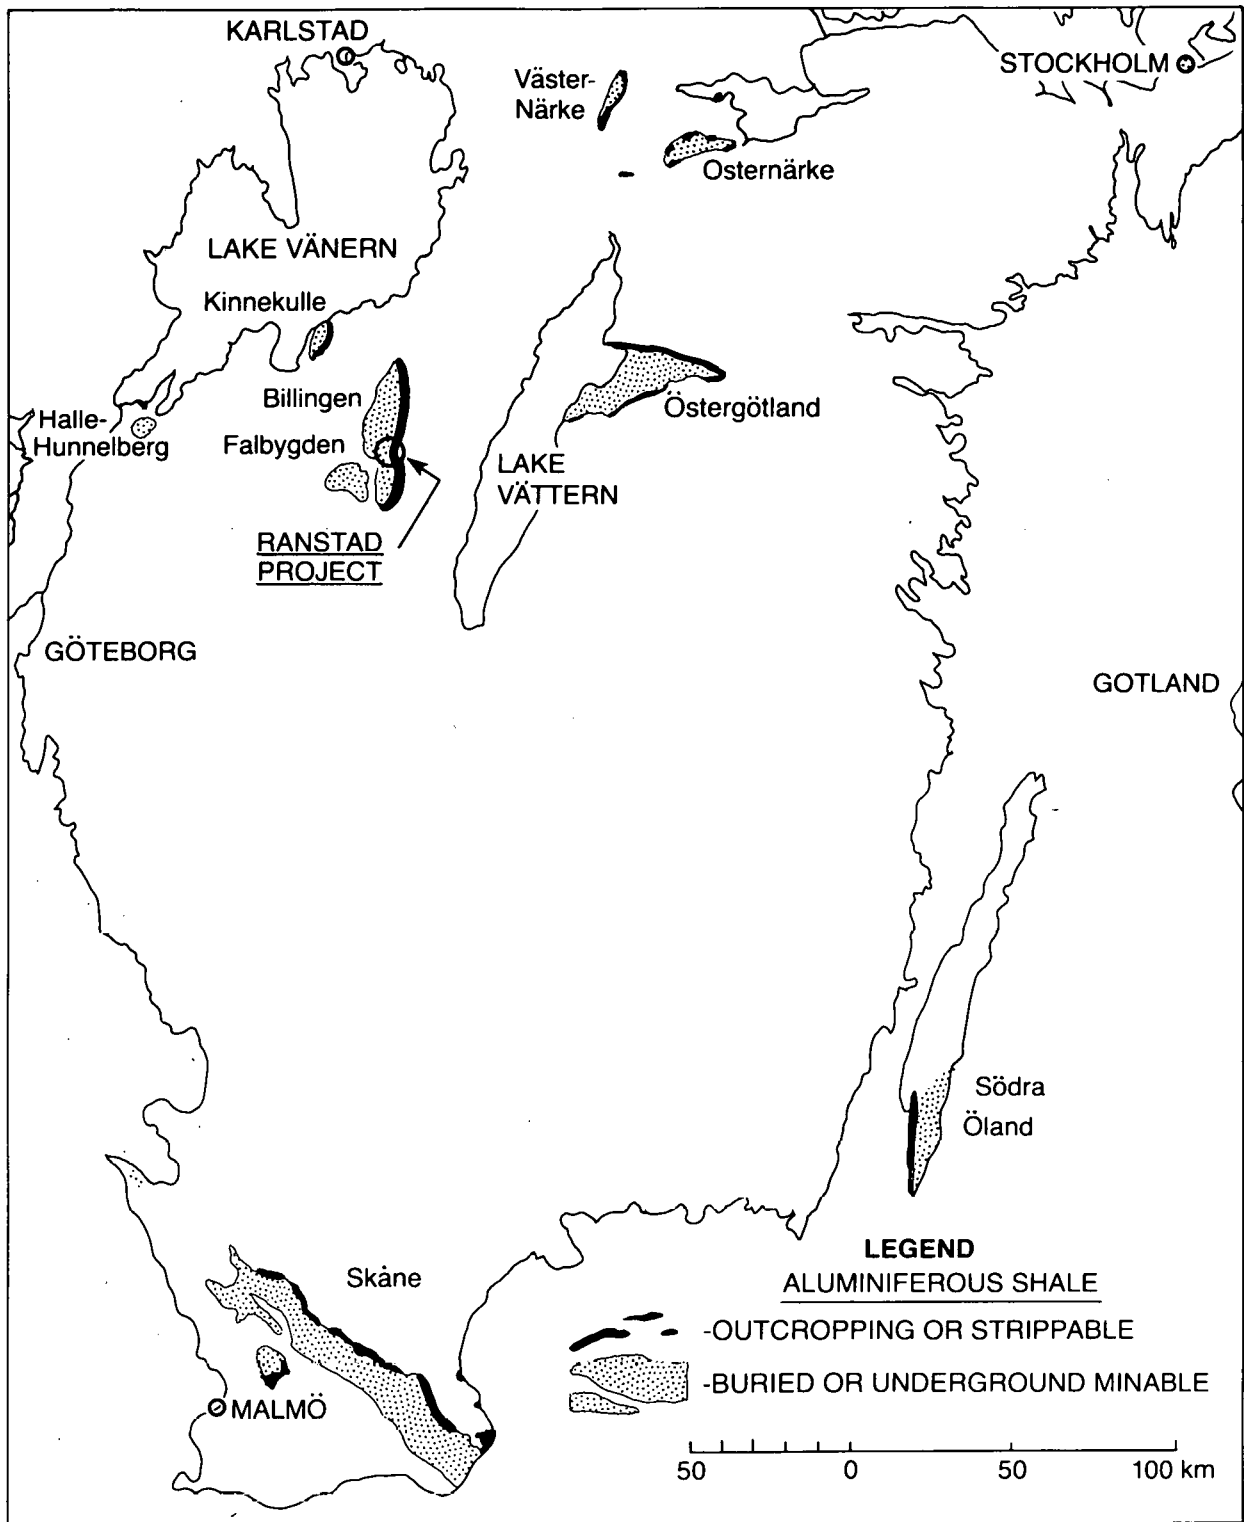 KARLSTAD
STOCKHOLM
Väster-
Närke
Osternärke
LAKE VÄNERN
Kinnekulle
Billingen
Halle-
Hunnelberg
Falbygden
Östergötland
LAKE
VÄTTERN
RANSTAD
PROJECT
GÖTEBORG
GOTLAND
Södra
Öland
Skåne
MALMÖ
LEGEND
ALUMINIFEROUS SHALE
-OUTCROPPING OR STRIPPABLE
-BURIED OR UNDERGROUND MINABLE
50 0 50 100 km